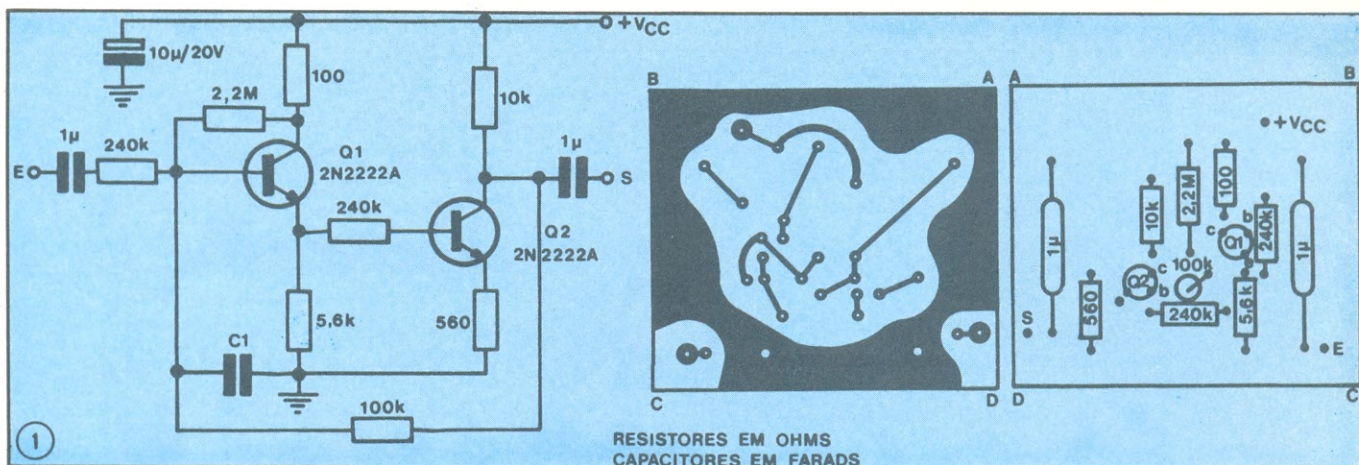 +VCC
10µ/20V
100
10k
2,2M
1µ
240k
E
Q1
2N2222A
1µ
S
240k
Q2
2N2222A
5,6k
560
C1
100k
1
B
A
C
D
RESISTORES EM OHMS
CAPACITORES EM FARADS
A
B
+VCC
1µ
10k
2,2M
100
240k
1µ
b
c
Q1
100k
Q2
c
b
560
240k
5,6k
S
E
D
C